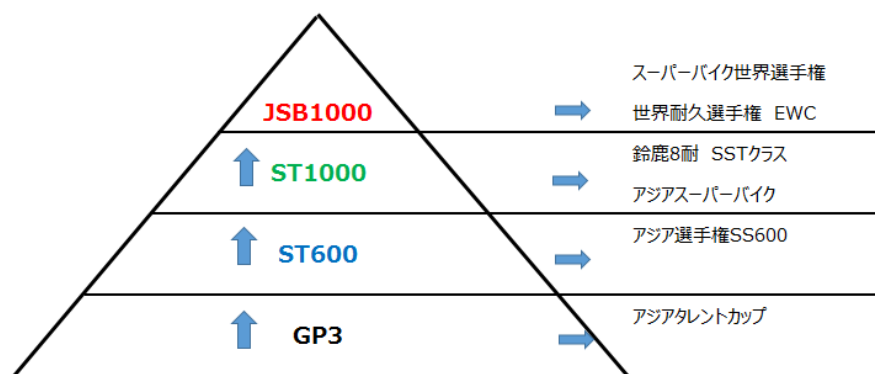 スーパーバイク世界選手権
JSB1000
世界耐久選手権 EWC
鈴鹿8耐 SSTクラス
ST1000
アジアスーパーバイク
アジア選手権SS600
ST600
アジアタレントカップ
GP3